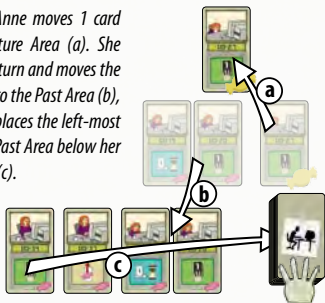 Anne moves 1 card
ture Area (a). She
turn and moves the
to the Past Area (b),
places the left-most
Past Area below her
(c).
a
b
c